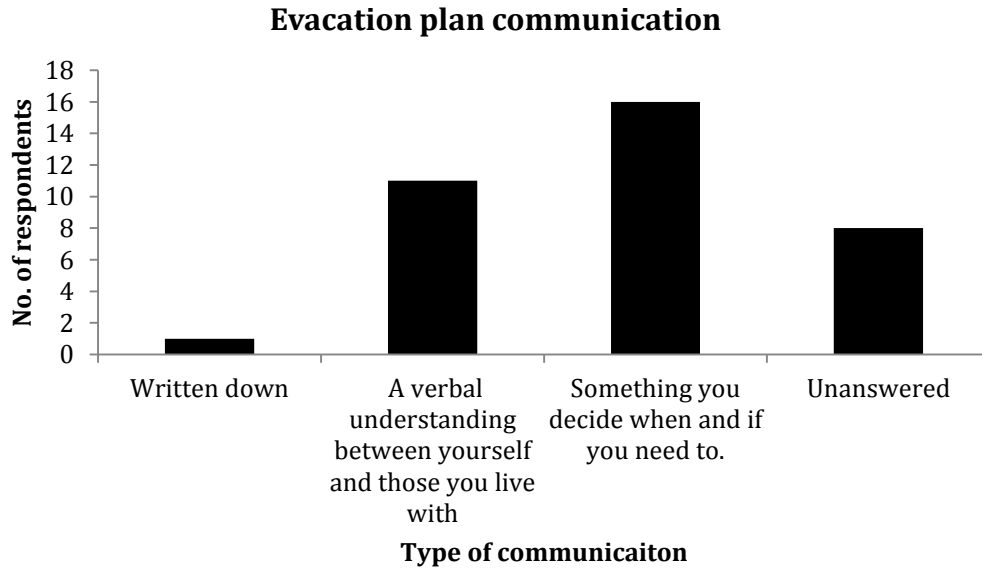 Evacation plan communication
No. of respondents
18
16
14
12
10
8
6
4
2
0
Written down
A verbal
understanding
between yourself
and those you live
with
Something you
decide when and if
you need to.
Unanswered
Type of communicaiton